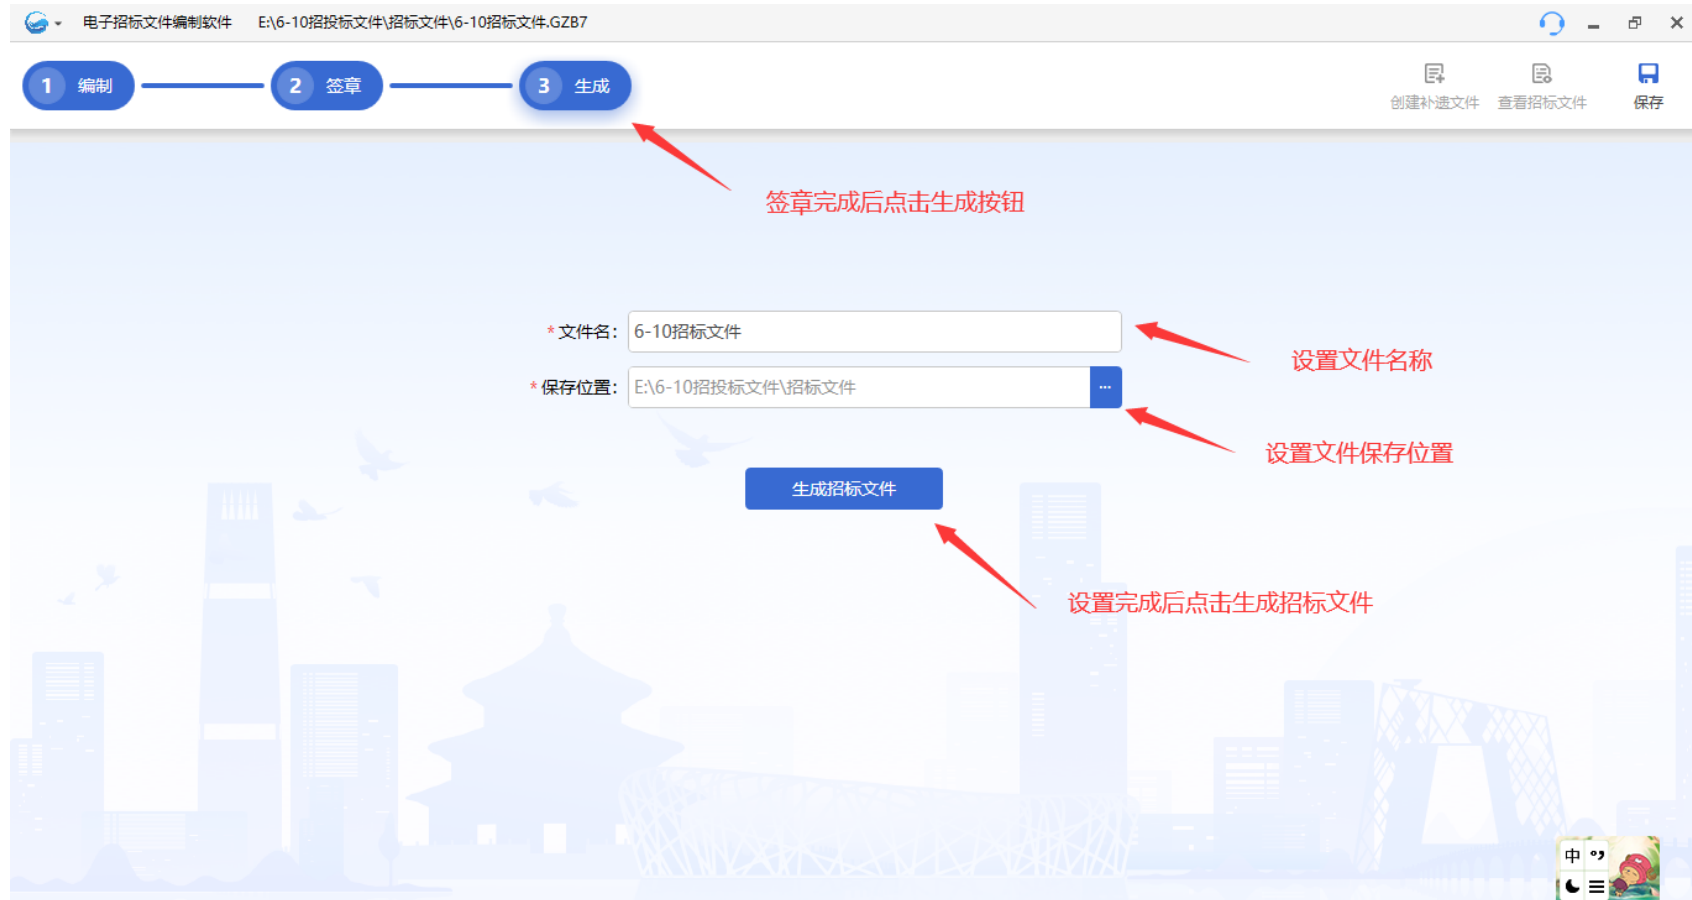 电子招标文件编制软件 E:\6-10招投标文件\招标文件\6-10招标文件.GZB7
1 编制 2 签章 3 生成
创建补遗文件 查看招标文件 保存
签章完成后点击生成按钮
*文件名： 6-10招标文件
设置文件名称
*保存位置： E:\6-10招投标文件\招标文件 ...
设置文件保存位置
生成招标文件
设置完成后点击生成招标文件
中